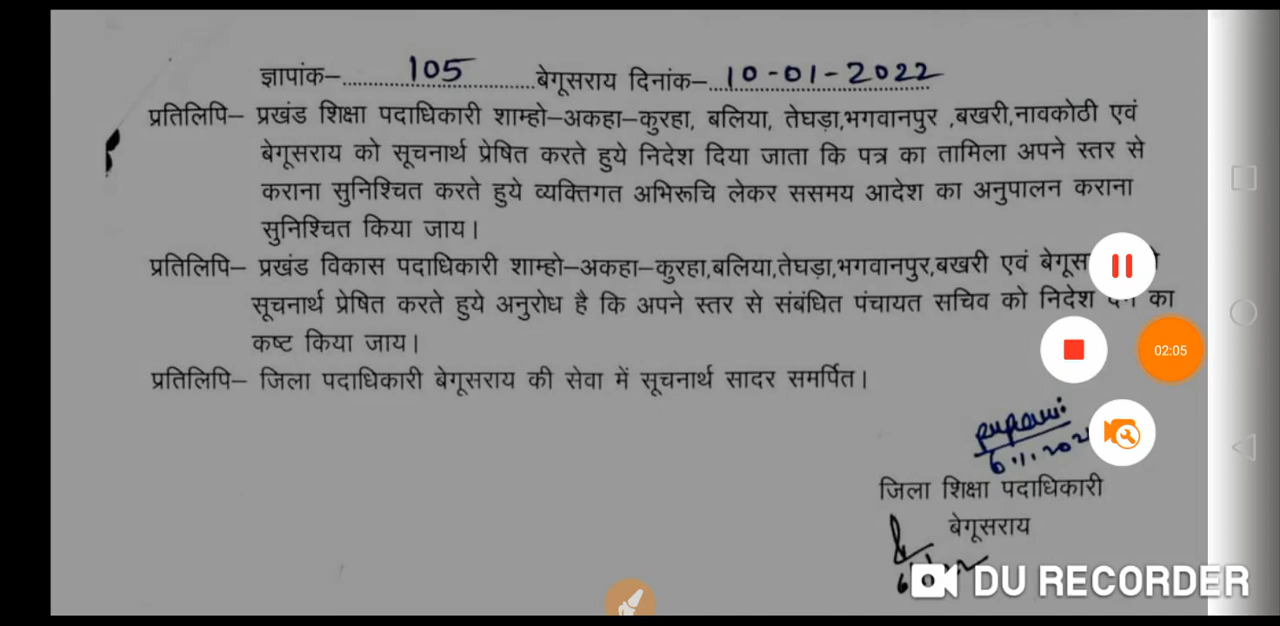 ज्ञापांक–....................105....................बेगूसराय दिनांक–...10-01-2022
प्रतिलिपि– प्रखंड शिक्षा पदाधिकारी शाम्हो–अकहा–कुरहा, बलिया, तेघड़ा,भगवानपुर ,बखरी,नावकोठी एवं
बेगूसराय को सूचनार्थ प्रेषित करते हुये निदेश दिया जाता कि पत्र का तामिला अपने स्तर से
कराना सुनिश्चित करते हुये व्यक्तिगत अभिरूचि लेकर ससमय आदेश का अनुपालन कराना
सुनिश्चित किया जाय।
प्रतिलिपि– प्रखंड विकास पदाधिकारी शाम्हो–अकहा–कुरहा,बलिया,तेघड़ा,भगवानपुर,बखरी एवं
सूचनार्थ प्रेषित करते हुये अनुरोध है कि अपने स्तर से संबंधित पंचायत सचिव को निदेश का
02:05
कष्ट किया जाय।
प्रतिलिपि– जिला पदाधिकारी बेगूसराय की सेवा में सूचनार्थ सादर समर्पित।
जिला शिक्षा पदाधिकारी
बेगूसराय
DU RECORDER